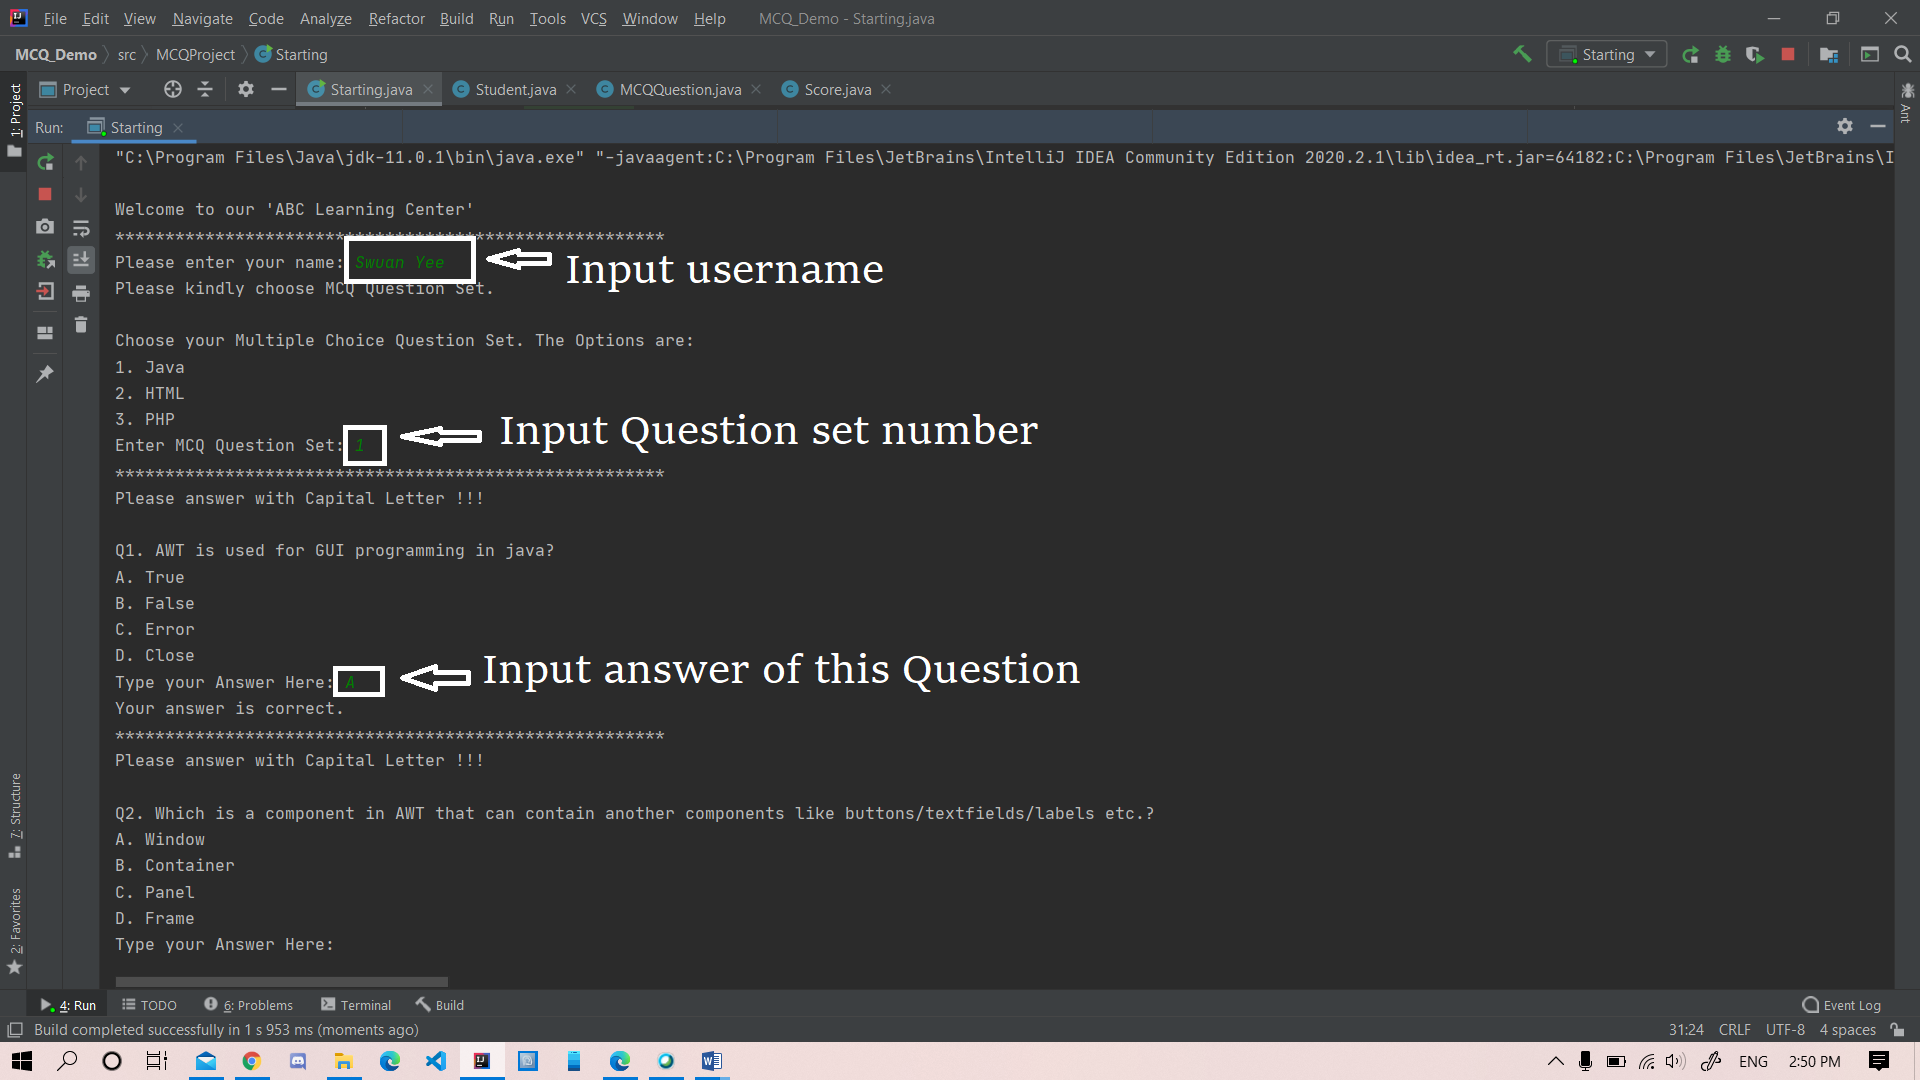 File Edit View Navigate Code Analyze Refactor Build Run Tools VCS Window Help MCQ_Demo - Starting.java
MCQ_Demo src MCQProject Starting Starting
Project Starting.java Student.java MCQQuestion.java Score.java
1: Project
Ant
Run: Starting
"C:\Program Files\Java\jdk-11.0.1\bin\java.exe" "-javaagent:C:\Program Files\JetBrains\IntelliJ IDEA Community Edition 2020.2.1\lib\idea_rt.jar=64182:C:\Program Files\JetBrains\I
Welcome to our 'ABC Learning Center'
*******************************************************
Please enter your name: Swuan Yee
Input username
Please kindly choose MCQ Question Set.
Choose your Multiple Choice Question Set. The Options are:
1. Java
2. HTML
3. PHP
Enter MCQ Question Set: 1
Input Question set number
*******************************************************
Please answer with Capital Letter !!!
Q1. AWT is used for GUI programming in java?
A. True
B. False
C. Error
D. Close
Type your Answer Here: A
Input answer of this Question
Your answer is correct.
*******************************************************
Please answer with Capital Letter !!!
Q2. Which is a component in AWT that can contain another components like buttons/textfields/labels etc.?
A. Window
B. Container
C. Panel
D. Frame
Type your Answer Here:
7: Structure
2: Favorites
4: Run TODO 6: Problems Terminal Build Event Log
Build completed successfully in 1 s 953 ms (moments ago) 31:24 CRLF UTF-8 4 spaces
ENG 2:50 PM